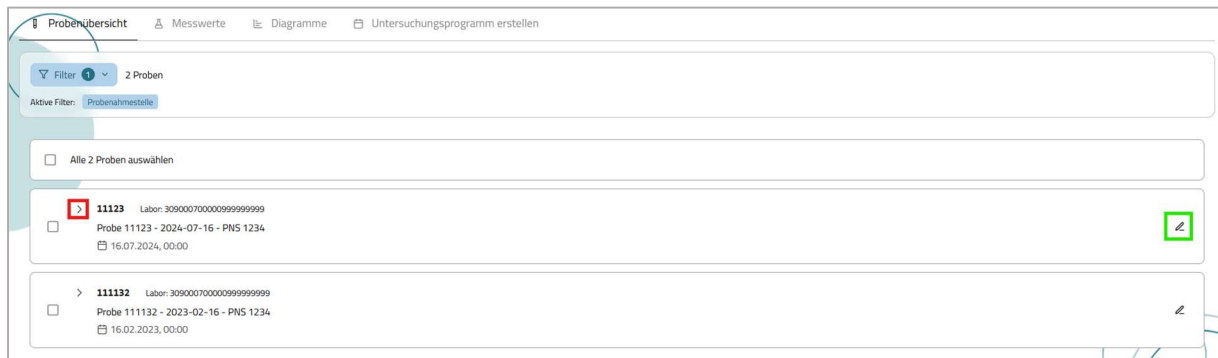 Probenübersicht Messwerte Diagramme Untersuchungsprogramm erstellen
Filter 1 2 Proben
Aktive Filter: Probenahmestelle
Alle 2 Proben auswählen
11123 Labor: 309000700000999999999
Probe 11123 - 2024-07-16 - PNS 1234
16.07.2024, 00:00
111132 Labor: 309000700000999999999
Probe 111132 - 2023-02-16 - PNS 1234
16.02.2023, 00:00